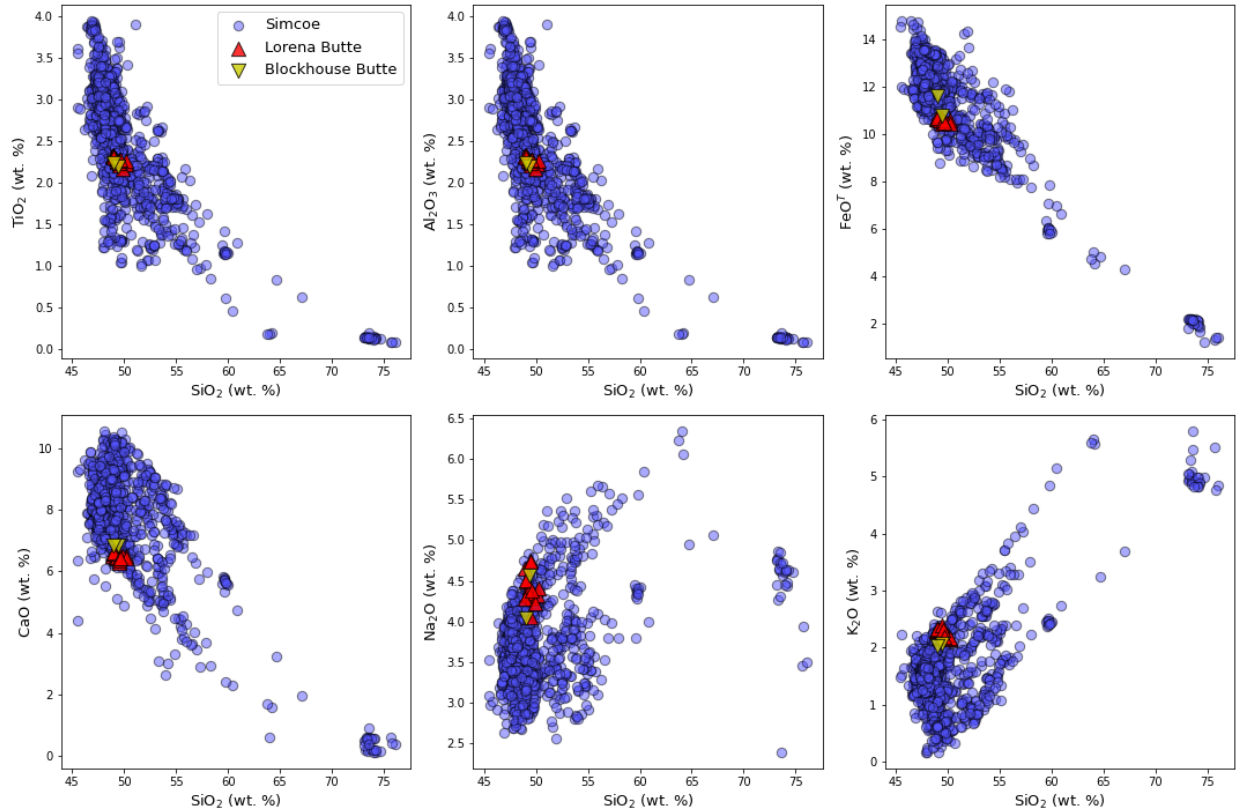 4.0
3.5
3.0
2.5
2.0
1.5
1.0
0.5
0.0
TiO₂ (wt. %)
Simcoe
Lorena Butte
Blockhouse Butte
45 50 55 60 65 70 75
SiO₂ (wt. %)
4.0
3.5
3.0
2.5
2.0
1.5
1.0
0.5
0.0
Al₂O₃ (wt. %)
45 50 55 60 65 70 75
SiO₂ (wt. %)
14
12
10
8
6
4
2
FeOᵀ (wt. %)
45 50 55 60 65 70 75
SiO₂ (wt. %)
10
8
6
4
2
0
CaO (wt. %)
45 50 55 60 65 70 75
SiO₂ (wt. %)
6.5
6.0
5.5
5.0
4.5
4.0
3.5
3.0
2.5
Na₂O (wt. %)
45 50 55 60 65 70 75
SiO₂ (wt. %)
6
5
4
3
2
1
0
K₂O (wt. %)
45 50 55 60 65 70 75
SiO₂ (wt. %)